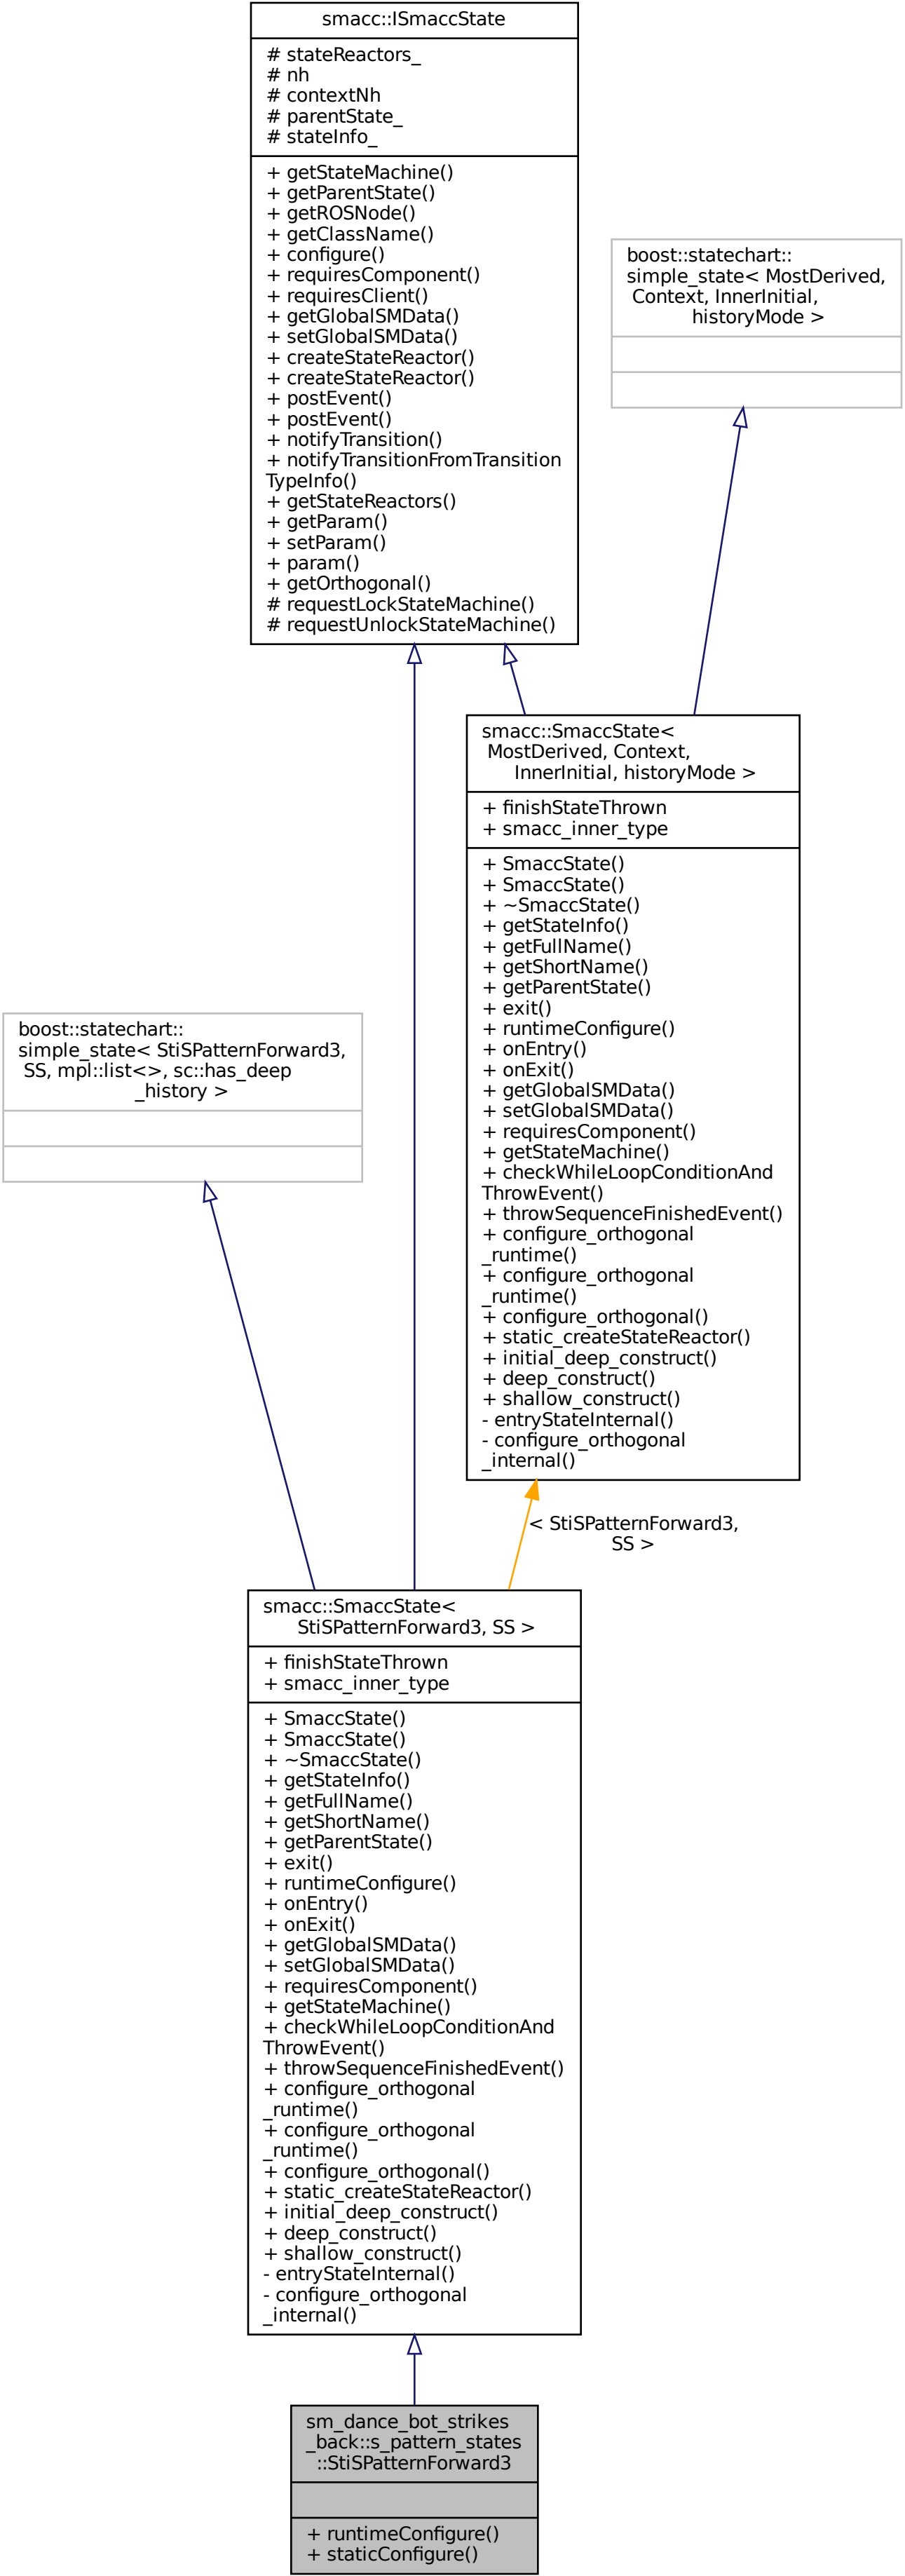 smacc::ISmaccState
# stateReactors_
# nh
# contextNh
# parentState_
# stateInfo_
+ getStateMachine()
+ getParentState()
+ getROSNode()
+ getClassName()
+ configure()
+ requiresComponent()
+ requiresClient()
+ getGlobalSMData()
+ setGlobalSMData()
+ createStateReactor()
+ createStateReactor()
+ postEvent()
+ postEvent()
+ notifyTransition()
+ notifyTransitionFromTransition
TypeInfo()
+ getStateReactors()
+ getParam()
+ setParam()
+ param()
+ getOrthogonal()
# requestLockStateMachine()
# requestUnlockStateMachine()
boost::statechart::
simple_state< MostDerived,
Context, InnerInitial,
historyMode >
smacc::SmaccState<
MostDerived, Context,
InnerInitial, historyMode >
+ finishStateThrown
+ smacc_inner_type
+ SmaccState()
+ SmaccState()
+ ~SmaccState()
+ getStateInfo()
+ getFullName()
+ getShortName()
+ getParentState()
+ exit()
+ runtimeConfigure()
+ onEntry()
+ onExit()
+ getGlobalSMData()
+ setGlobalSMData()
+ requiresComponent()
+ getStateMachine()
+ checkWhileLoopConditionAnd
ThrowEvent()
+ throwSequenceFinishedEvent()
+ configure_orthogonal
_runtime()
+ configure_orthogonal
_runtime()
+ configure_orthogonal()
+ static_createStateReactor()
+ initial_deep_construct()
+ deep_construct()
+ shallow_construct()
- entryStateInternal()
- configure_orthogonal
_internal()
boost::statechart::
simple_state< StiSPatternForward3,
SS, mpl::list<>, sc::has_deep
_history >
< StiSPatternForward3,
SS >
smacc::SmaccState<
StiSPatternForward3, SS >
+ finishStateThrown
+ smacc_inner_type
+ SmaccState()
+ SmaccState()
+ ~SmaccState()
+ getStateInfo()
+ getFullName()
+ getShortName()
+ getParentState()
+ exit()
+ runtimeConfigure()
+ onEntry()
+ onExit()
+ getGlobalSMData()
+ setGlobalSMData()
+ requiresComponent()
+ getStateMachine()
+ checkWhileLoopConditionAnd
ThrowEvent()
+ throwSequenceFinishedEvent()
+ configure_orthogonal
_runtime()
+ configure_orthogonal
_runtime()
+ configure_orthogonal()
+ static_createStateReactor()
+ initial_deep_construct()
+ deep_construct()
+ shallow_construct()
- entryStateInternal()
- configure_orthogonal
_internal()
sm_dance_bot_strikes
_back::s_pattern_states
::StiSPatternForward3
+ runtimeConfigure()
+ staticConfigure()